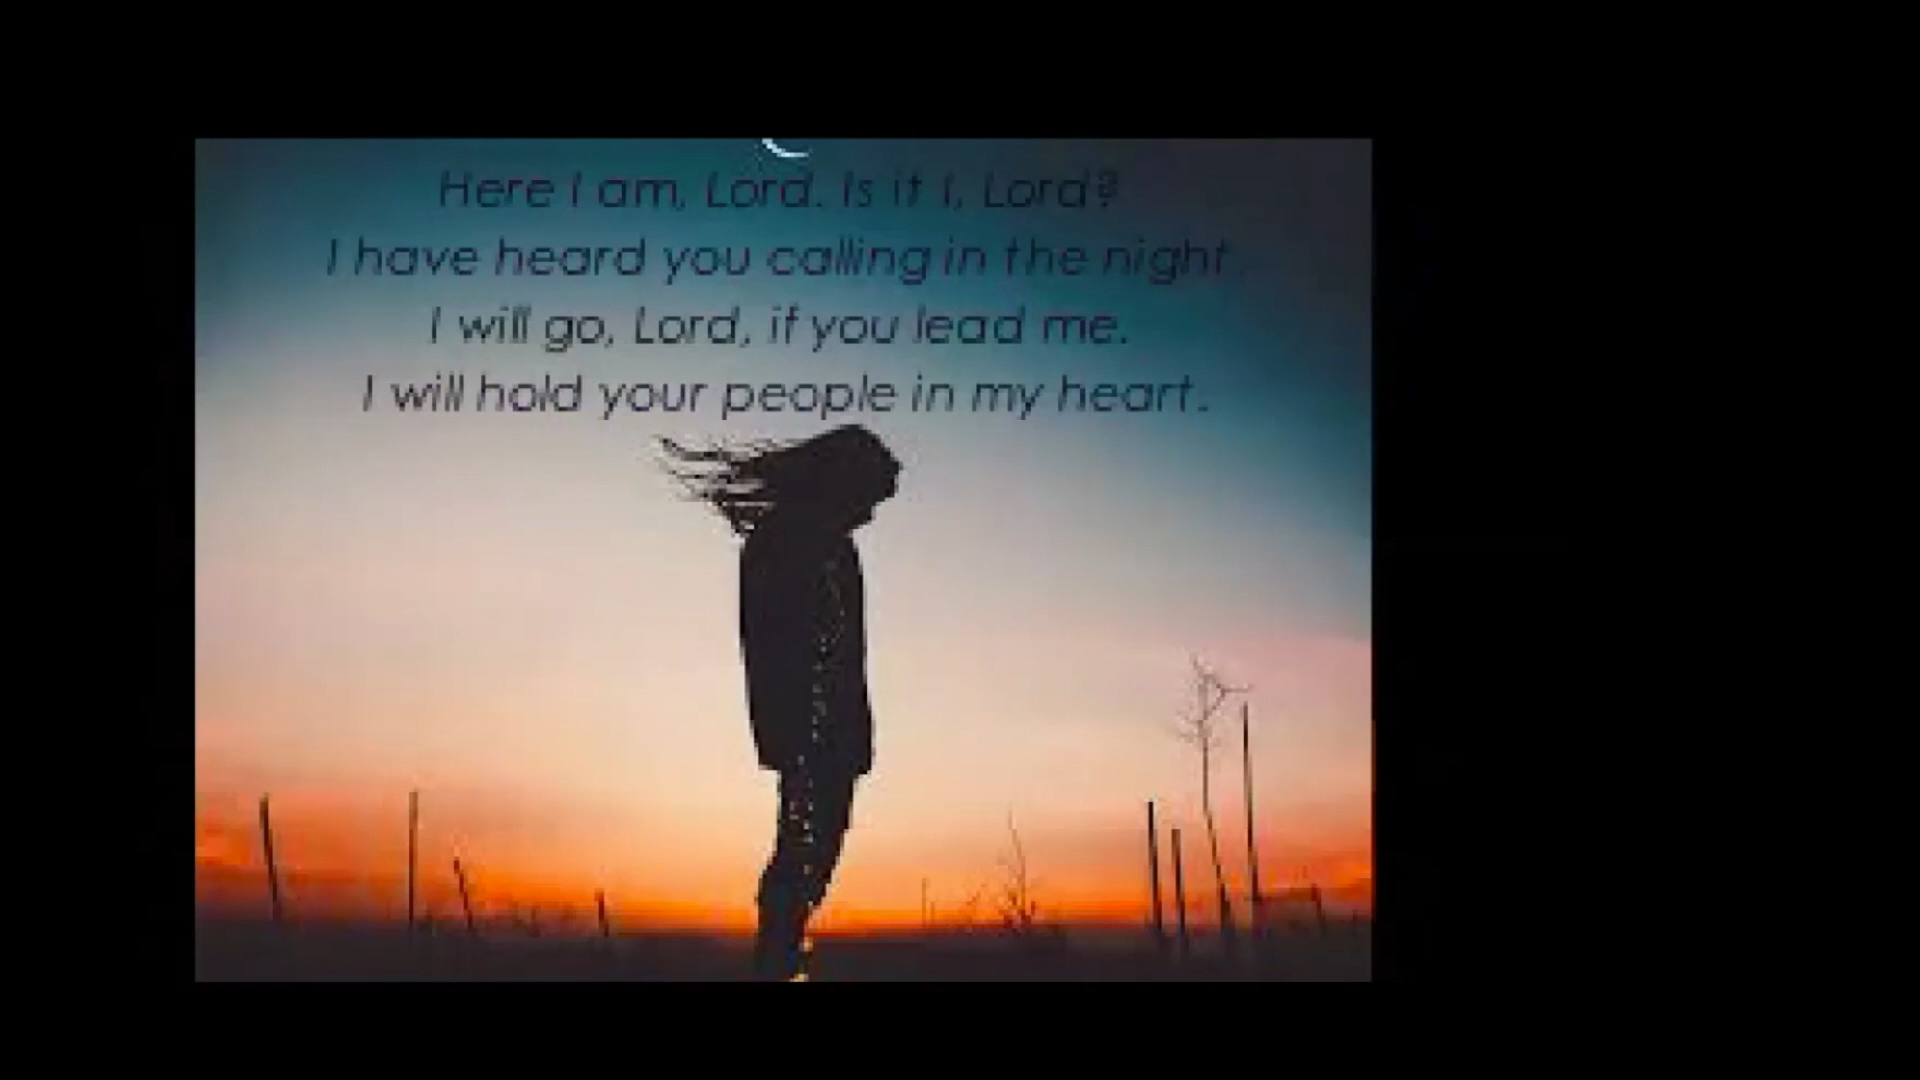 Here I am, Lord. Is it I, Lord?
I have heard you calling in the night.
I will go, Lord, if you lead me.
I will hold your people in my heart.